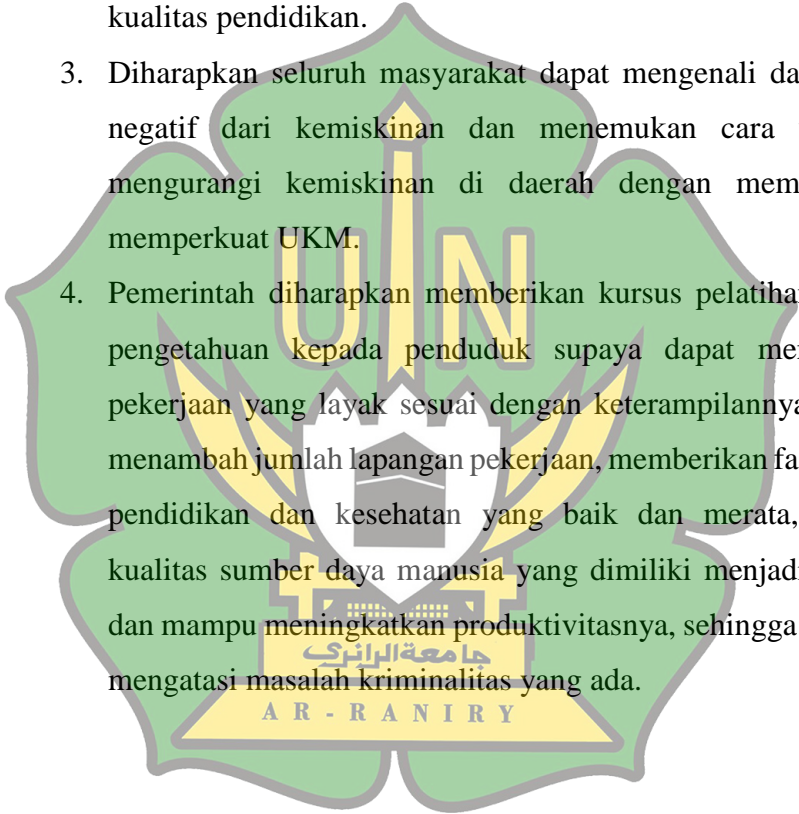 kualitas pendidikan.
3. Diharapkan seluruh masyarakat dapat mengenali da
negatif dari kemiskinan dan menemukan cara
mengurangi kemiskinan di daerah dengan mem
memperkuat UKM.
4. Pemerintah diharapkan memberikan kursus pelatiha
pengetahuan kepada penduduk supaya dapat me
pekerjaan yang layak sesuai dengan keterampilannya
menambah jumlah lapangan pekerjaan, memberikan fa
pendidikan dan kesehatan yang baik dan merata,
kualitas sumber daya manusia yang dimiliki menjadi
dan mampu meningkatkan produktivitasnya, sehingga
mengatasi masalah kriminalitas yang ada.
UIN
جامعة الرانري
AR-RANIRY